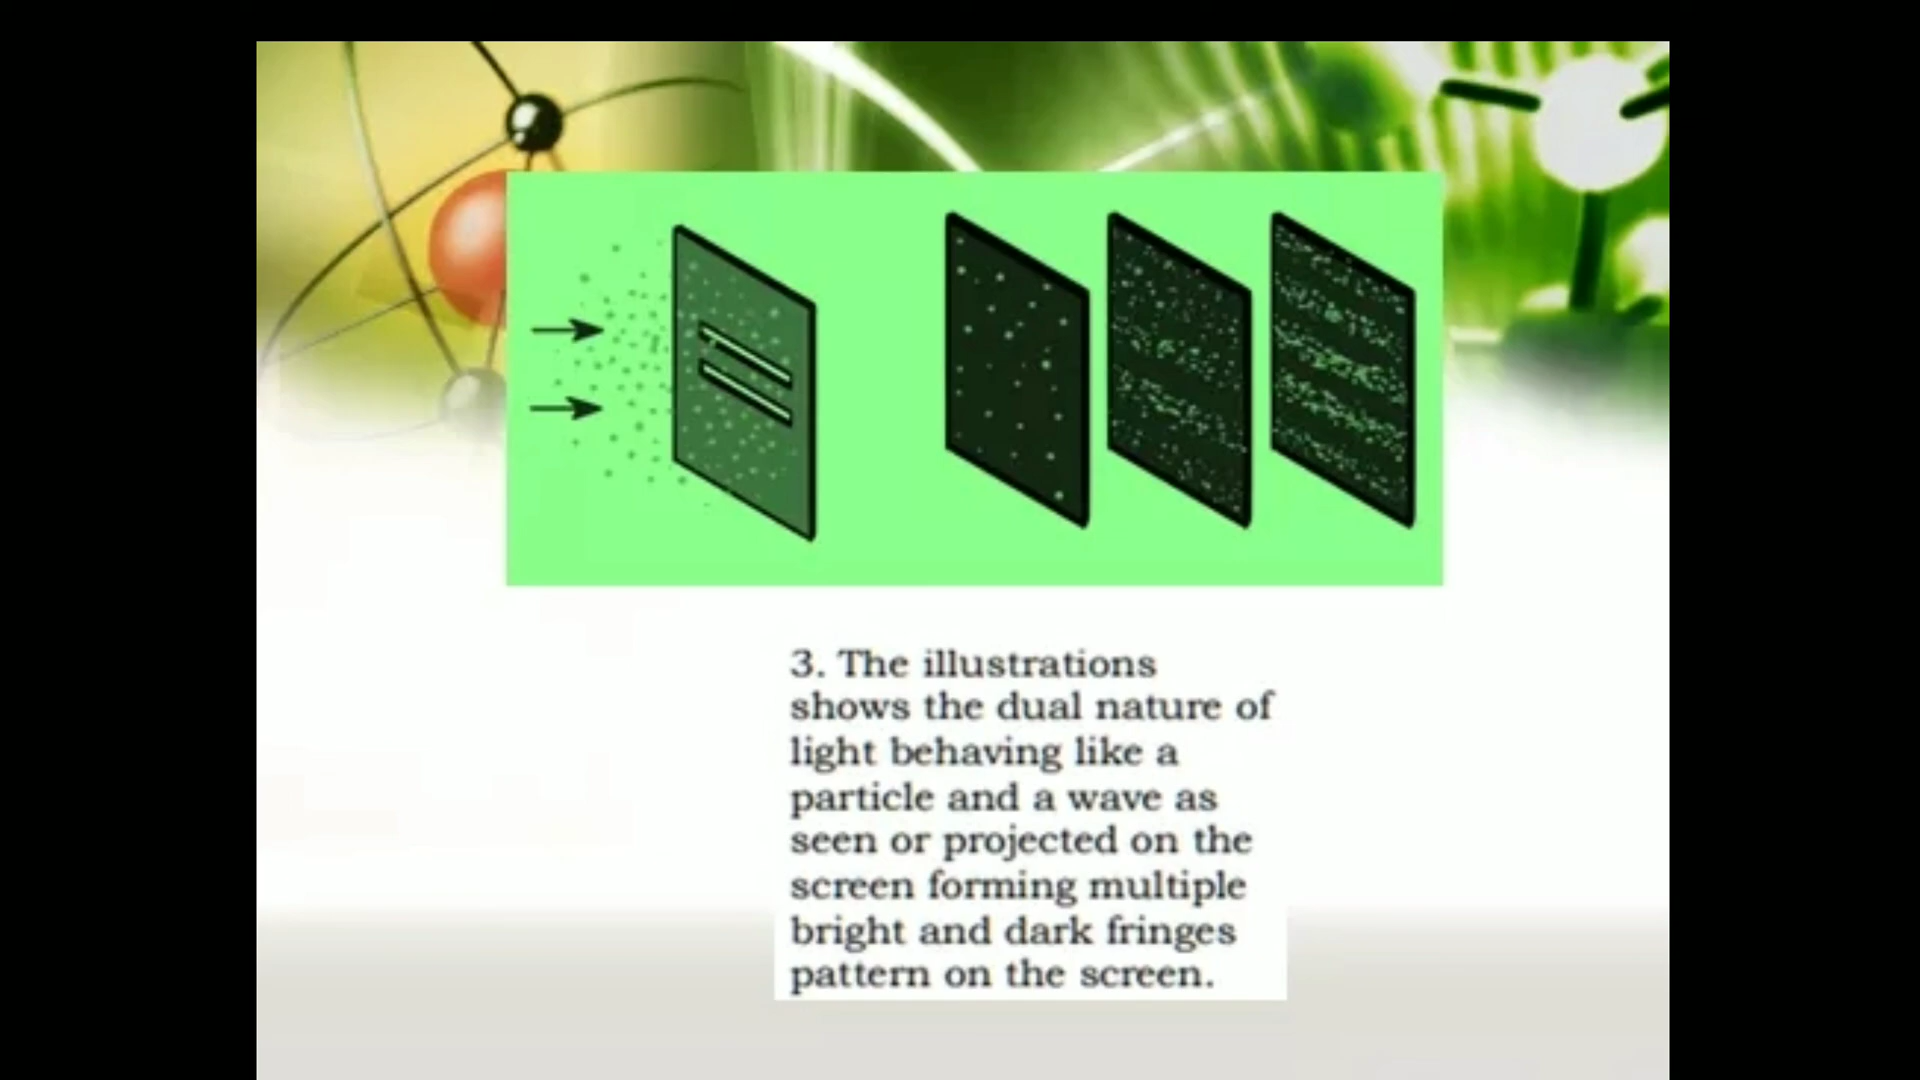 3. The illustrations
shows the dual nature of
light behaving like a
particle and a wave as
seen or projected on the
screen forming multiple
bright and dark fringes
pattern on the screen.